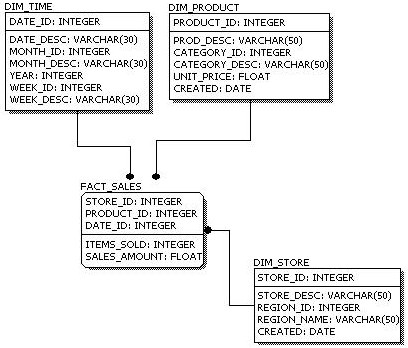 DIM_TIME
DATE_ID: INTEGER
DATE_DESC: VARCHAR(30)
MONTH_ID: INTEGER
MONTH_DESC: VARCHAR(30)
YEAR: INTEGER
WEEK_ID: INTEGER
WEEK_DESC: VARCHAR(30)
DIM_PRODUCT
PRODUCT_ID: INTEGER
PROD_DESC: VARCHAR(50)
CATEGORY_ID: INTEGER
CATEGORY_DESC: VARCHAR(50)
UNIT_PRICE: FLOAT
CREATED: DATE
FACT_SALES
STORE_ID: INTEGER
PRODUCT_ID: INTEGER
DATE_ID: INTEGER
ITEMS_SOLD: INTEGER
SALES_AMOUNT: FLOAT
DIM_STORE
STORE_ID: INTEGER
STORE_DESC: VARCHAR(50)
REGION_ID: INTEGER
REGION_NAME: VARCHAR(50)
CREATED: DATE